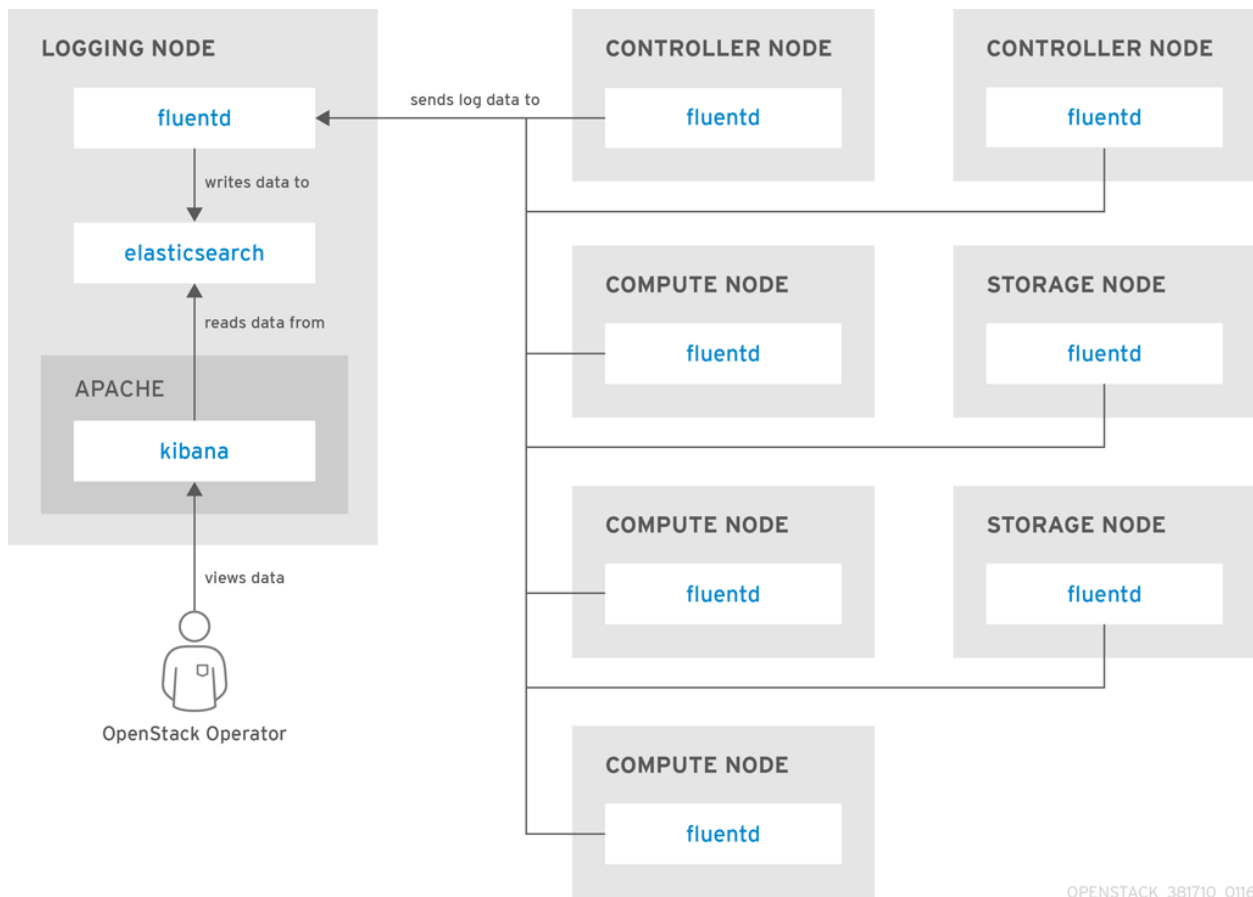 LOGGING NODE
fluentd
writes data to
elasticsearch
reads data from
APACHE
kibana
views data
OpenStack Operator
sends log data to
CONTROLLER NODE
fluentd
CONTROLLER NODE
fluentd
COMPUTE NODE
fluentd
STORAGE NODE
fluentd
COMPUTE NODE
fluentd
STORAGE NODE
fluentd
COMPUTE NODE
fluentd
OPENSTACK_381710_0116